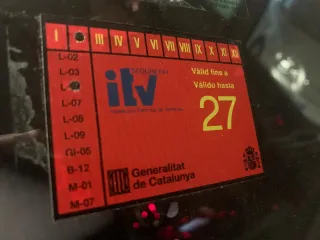 I III IV V VI VII VIII IX X XI XII
L-02
L-03
L-07
L-08
L-09
GI-05
B-12
M-01
M-07
itv
Vàlid fins a
Válido hasta
27
Generalitat
de Catalunya